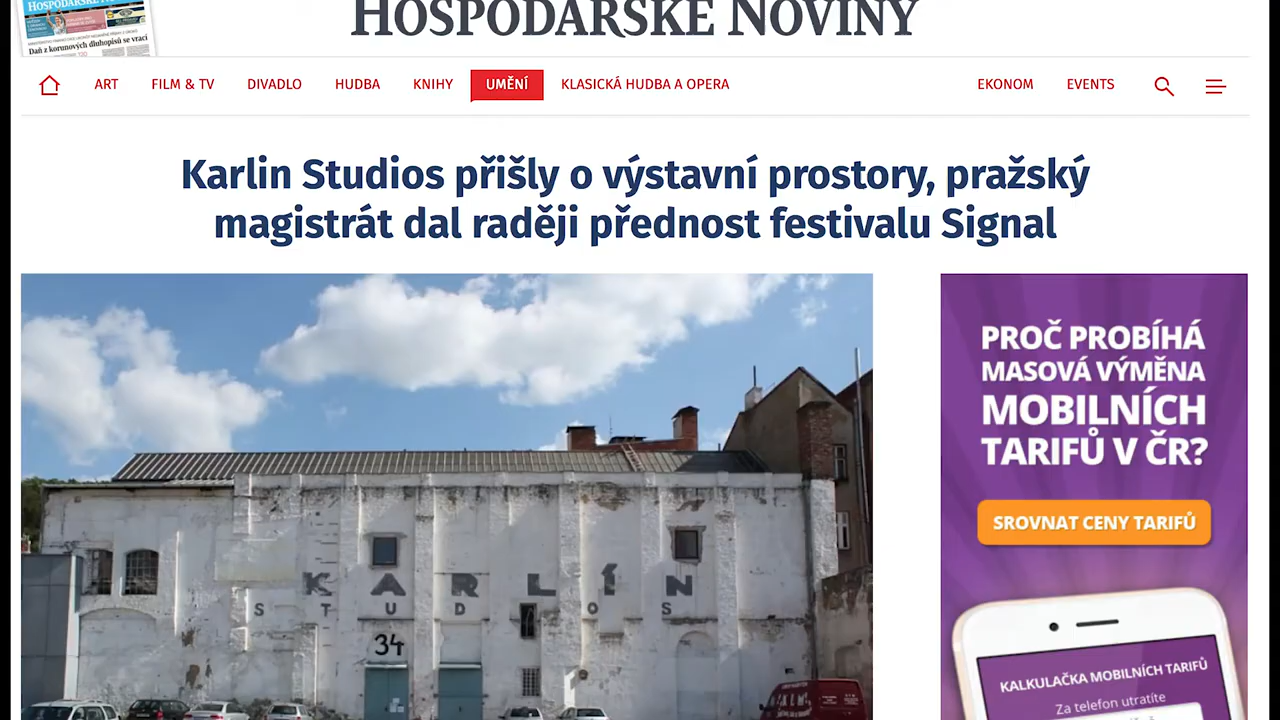 HOSPODÁŘSKÉ NOVINY
Daň z korunových dluhopisů se vrací
ART
FILM & TV
DIVADLO
HUDBA
KNIHY
UMĚNÍ
KLASICKÁ HUDBA A OPERA
EKONOM
EVENTS
Karlin Studios přišly o výstavní prostory, pražský
magistrát dal raději přednost festivalu Signal
KARLÍN
STUDIOS
34
PROČ PROBÍHÁ
MASOVÁ VÝMĚNA
MOBILNÍCH
TARIFŮ V ČR?
SROVNAT CENY TARIFŮ
KALKULAČKA MOBILNÍCH TARIFŮ
Za telefon utratíte